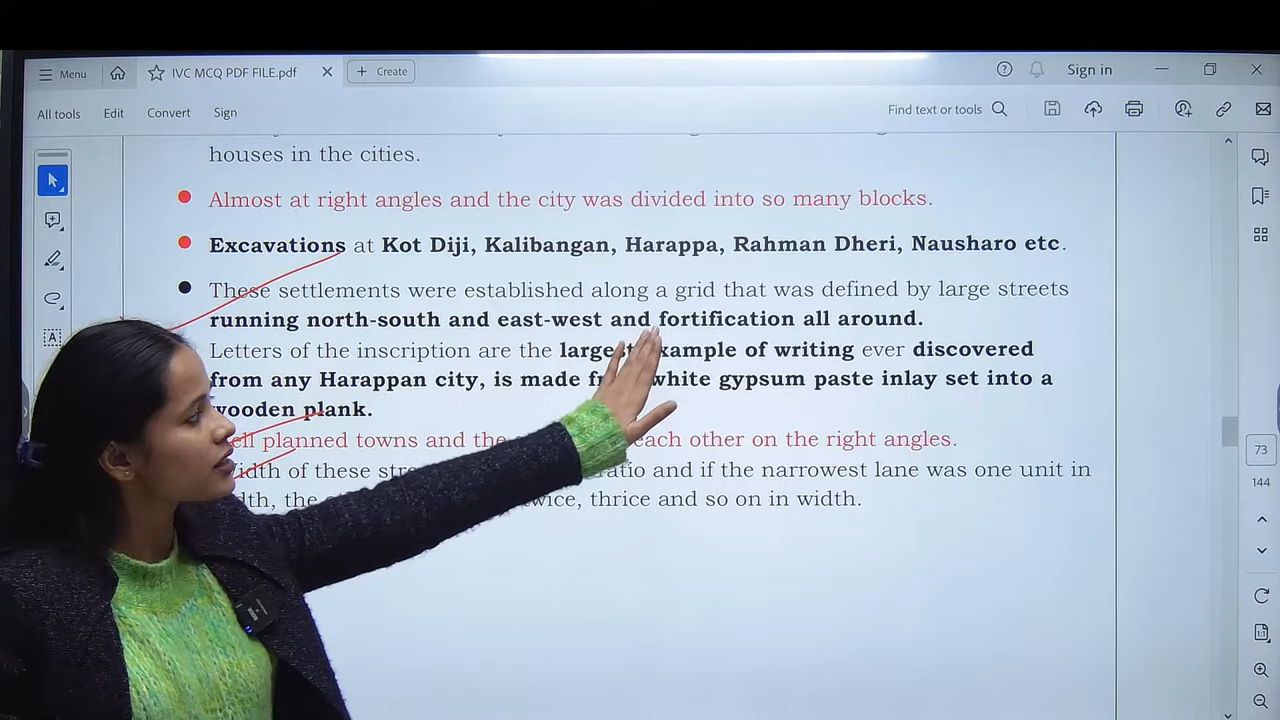 Menu
IVC MCQ PDF FILE.pdf
Create
Sign in
All tools
Edit
Convert
Sign
Find text or tools
houses in the cities.
Almost at right angles and the city was divided into so many blocks.
Excavations at Kot Diji, Kalibangan, Harappa, Rahman Dheri, Nausharo etc.
These settlements were established along a grid that was defined by large streets
running north-south and east-west and fortification all around.
Letters of the inscription are the largest example of writing ever discovered
from any Harappan city, is made white gypsum paste inlay set into a
wooden plank.
planned towns and the each other on the right angles.
of these ratio and if the narrowest lane was one unit in
the twice, thrice and so on in width.
73
144